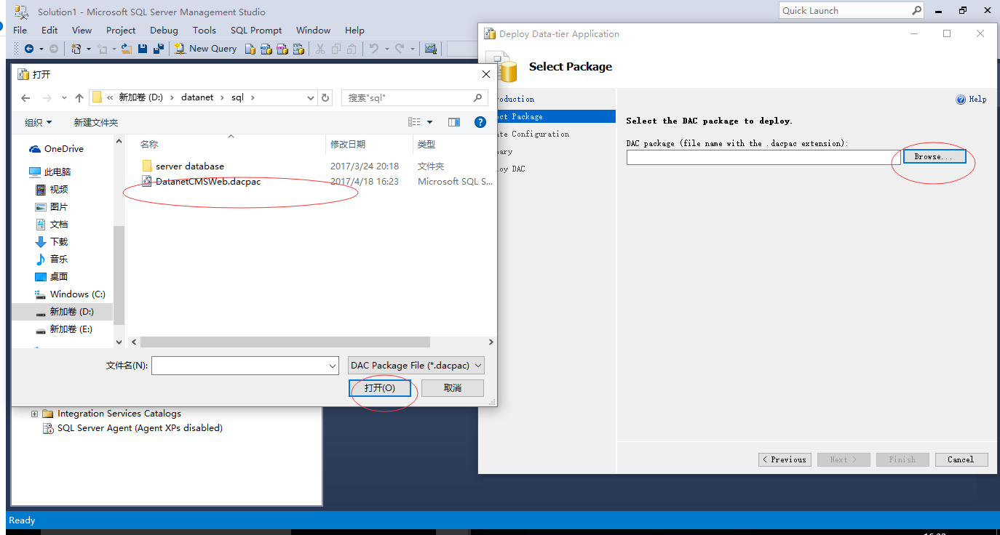 Solution1 - Microsoft SQL Server Management Studio
Quick Launch
File Edit View Project Debug Tools SQL Prompt Window Help
New Query
打开
« 新加卷 (D:) › datanet › sql ›
搜索"sql"
组织 新建文件夹
名称 修改日期 类型
OneDrive
此电脑
视频
图片
文档
下载
音乐
桌面
Windows (C:)
新加卷 (D:)
新加卷 (E:)
server database 2017/3/24 20:18 文件夹
DatanetCMSWeb.dacpac 2017/4/18 16:23 Microsoft SQL S...
文件名(N):
DAC Package File (*.dacpac)
打开(O) 取消
Integration Services Catalogs
SQL Server Agent (Agent XPs disabled)
Deploy Data-tier Application
Select Package
roduction
ct Package
te Configuration
ary
loy DAC
Help
Select the DAC package to deploy.
DAC package (file name with the .dacpac extension):
Browse...
< Previous Next > Finish Cancel
Ready